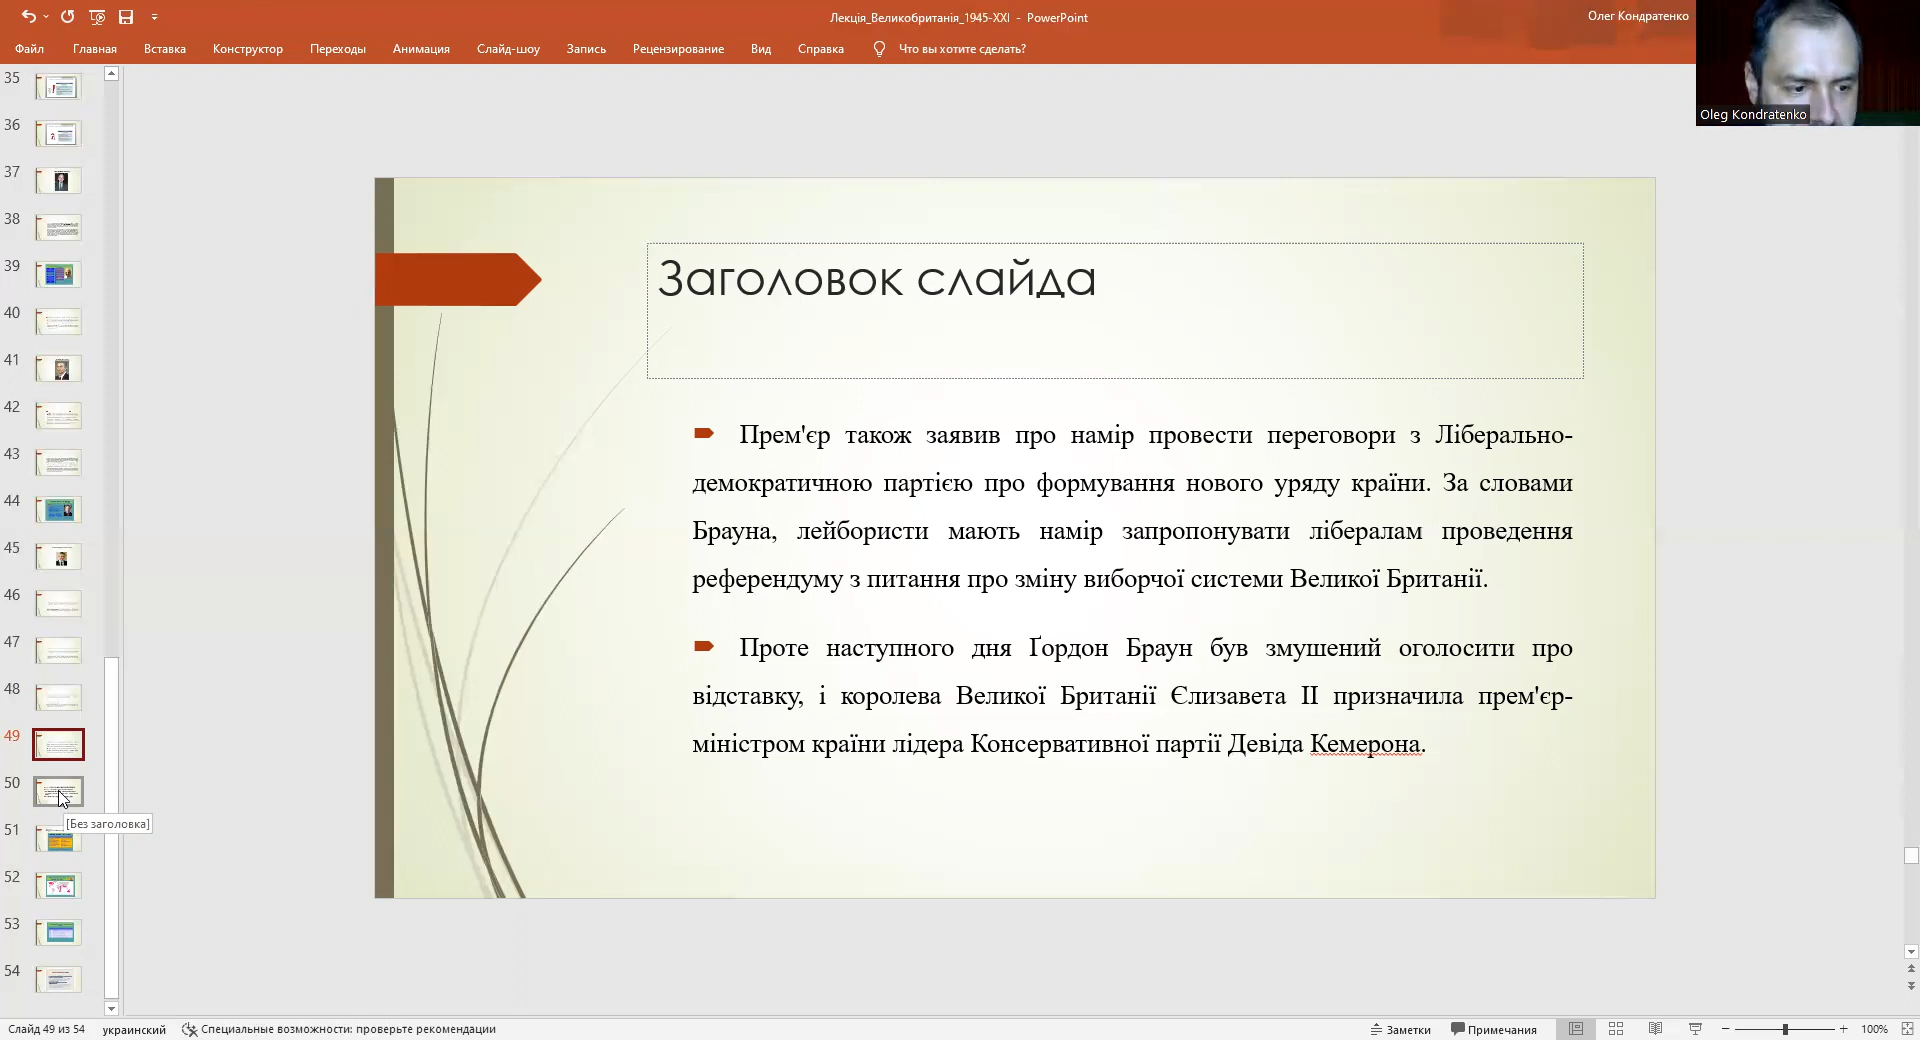 Лекція_Великобританія_1945-XXI - PowerPoint
Олег Кондратенко
Файл Главная Вставка Конструктор Переходы Анимация Слайд-шоу Запись Рецензирование Вид Справка Что вы хотите сделать?
Oleg Kondratenko
35
36
37
38
39
40
41
42
43
44
45
46
47
48
49
50
[Без заголовка]
51
52
53
54
Заголовок слайда
Прем'єр також заявив про намір провести переговори з Ліберально-
демократичною партією про формування нового уряду країни. За словами
Брауна, лейбористи мають намір запропонувати лібералам проведення
референдуму з питання про зміну виборчої системи Великої Британії.
Проте наступного дня Ґордон Браун був змушений оголосити про
відставку, і королева Великої Британії Єлизавета II призначила прем'єр-
міністром країни лідера Консервативної партії Девіда Кемерона.
Слайд 49 из 54 украинский Специальные возможности: проверьте рекомендации Заметки Примечания 100%